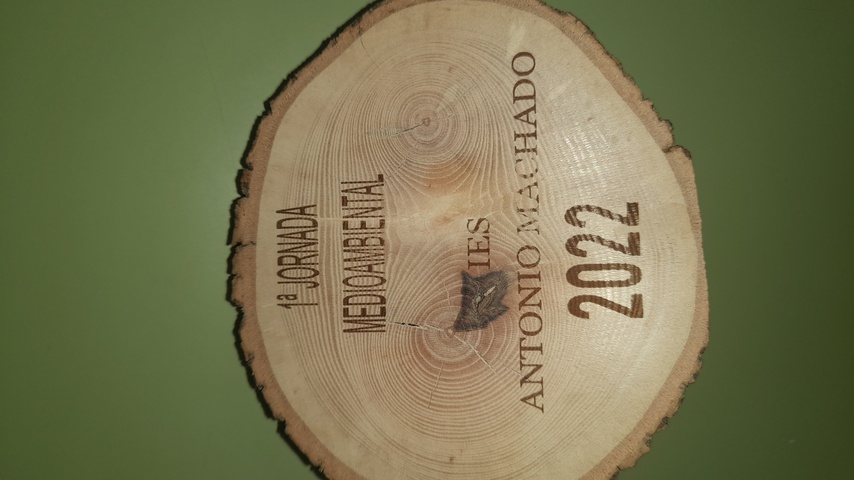 1ª JORNADA
MEDIOAMBIENTAL
IES
ANTONIO MACHADO
2022